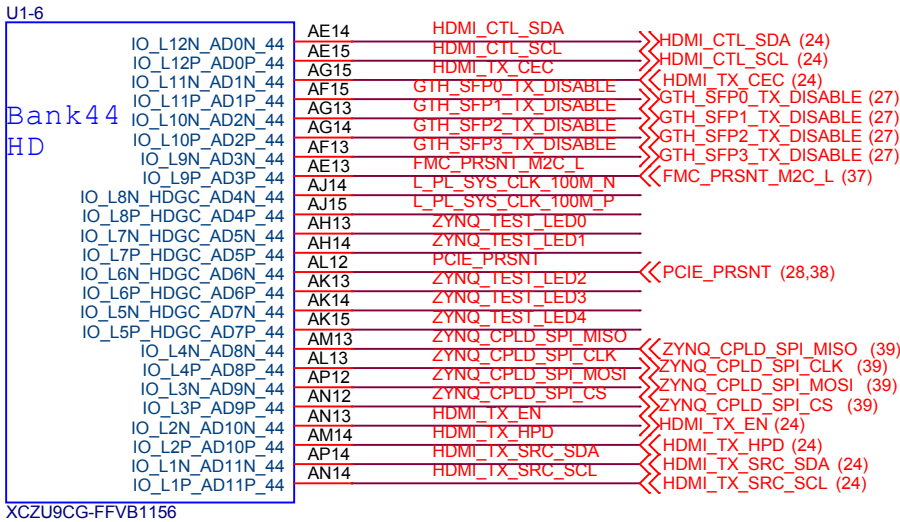 U1-6
Bank44
HD
IO_L12N_AD0N_44 AE14 HDMI_CTL_SDA HDMI_CTL_SDA (24)
IO_L12P_AD0P_44 AE15 HDMI_CTL_SCL HDMI_CTL_SCL (24)
IO_L11N_AD1N_44 AG15 HDMI_TX_CEC HDMI_TX_CEC (24)
IO_L11P_AD1P_44 AF15 GTH_SFP0_TX_DISABLE GTH_SFP0_TX_DISABLE (27)
IO_L10N_AD2N_44 AG13 GTH_SFP1_TX_DISABLE GTH_SFP1_TX_DISABLE (27)
IO_L10P_AD2P_44 AG14 GTH_SFP2_TX_DISABLE GTH_SFP2_TX_DISABLE (27)
IO_L9N_AD3N_44 AF13 GTH_SFP3_TX_DISABLE GTH_SFP3_TX_DISABLE (27)
IO_L9P_AD3P_44 AE13 FMC_PRSNT_M2C_L FMC_PRSNT_M2C_L (37)
IO_L8N_HDGC_AD4N_44 AJ14 L_PL_SYS_CLK_100M_N
IO_L8P_HDGC_AD4P_44 AJ15 L_PL_SYS_CLK_100M_P
IO_L7N_HDGC_AD5N_44 AH13 ZYNQ_TEST_LED0
IO_L7P_HDGC_AD5P_44 AH14 ZYNQ_TEST_LED1
IO_L6N_HDGC_AD6N_44 AL12 PCIE_PRSNT PCIE_PRSNT (28,38)
IO_L6P_HDGC_AD6P_44 AK13 ZYNQ_TEST_LED2
IO_L5N_HDGC_AD7N_44 AK14 ZYNQ_TEST_LED3
IO_L5P_HDGC_AD7P_44 AK15 ZYNQ_TEST_LED4
IO_L4N_AD8N_44 AM13 ZYNQ_CPLD_SPI_MISO ZYNQ_CPLD_SPI_MISO (39)
IO_L4P_AD8P_44 AL13 ZYNQ_CPLD_SPI_CLK ZYNQ_CPLD_SPI_CLK (39)
IO_L3N_AD9N_44 AP12 ZYNQ_CPLD_SPI_MOSI ZYNQ_CPLD_SPI_MOSI (39)
IO_L3P_AD9P_44 AN12 ZYNQ_CPLD_SPI_CS ZYNQ_CPLD_SPI_CS (39)
IO_L2N_AD10N_44 AN13 HDMI_TX_EN HDMI_TX_EN (24)
IO_L2P_AD10P_44 AM14 HDMI_TX_HPD HDMI_TX_HPD (24)
IO_L1N_AD11N_44 AP14 HDMI_TX_SRC_SDA HDMI_TX_SRC_SDA (24)
IO_L1P_AD11P_44 AN14 HDMI_TX_SRC_SCL HDMI_TX_SRC_SCL (24)
XCZU9CG-FFVB1156